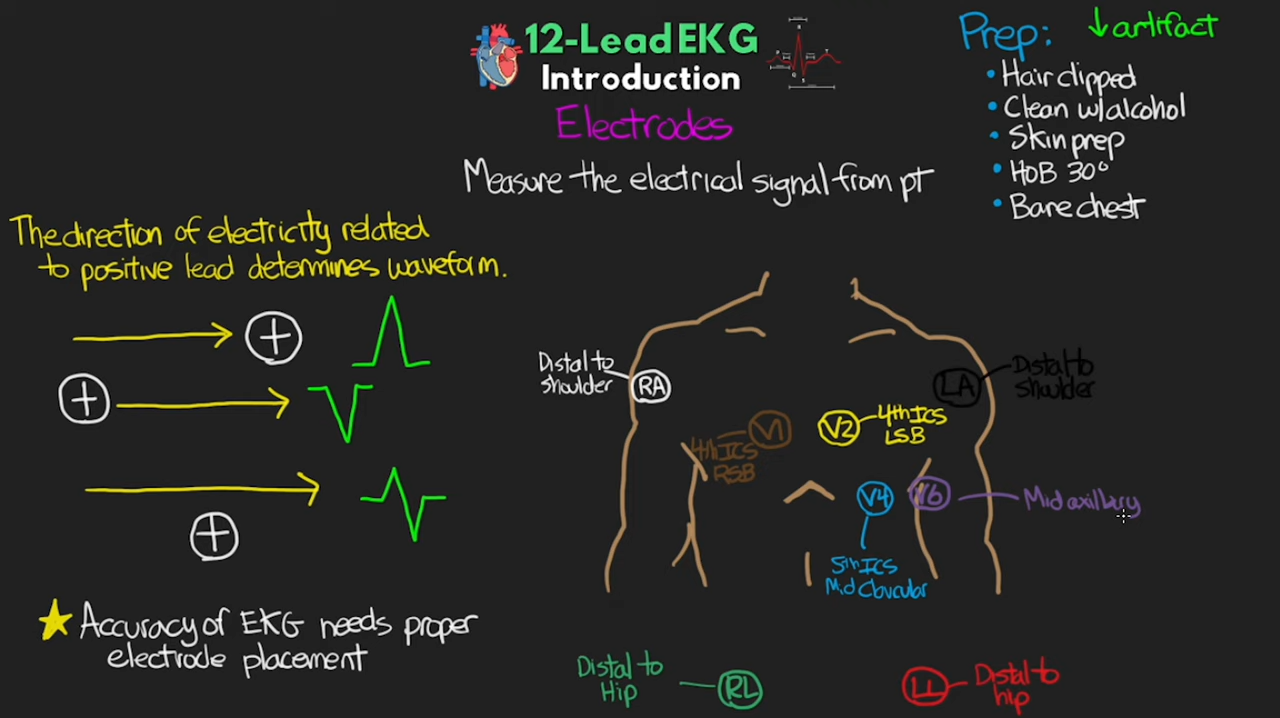 12-Lead EKG
Introduction
Electrodes
Measure the electrical signal from pt
Prep: ↓artifact
• Hair clipped
• Clean w/alcohol
• Skin prep
• HOB 30°
• Bare chest
The direction of electricity related
to positive lead determines waveform.
+
+
+
★ Accuracy of EKG needs proper
electrode placement
Distal to
shoulder
RA
LA
Distal to
shoulder
V1
4th ICS
RSB
V2
4th ICS
LSB
V4
5th ICS
Mid Clavicular
V6
Mid axillary
Distal to
Hip
RL
LL
Distal to
hip